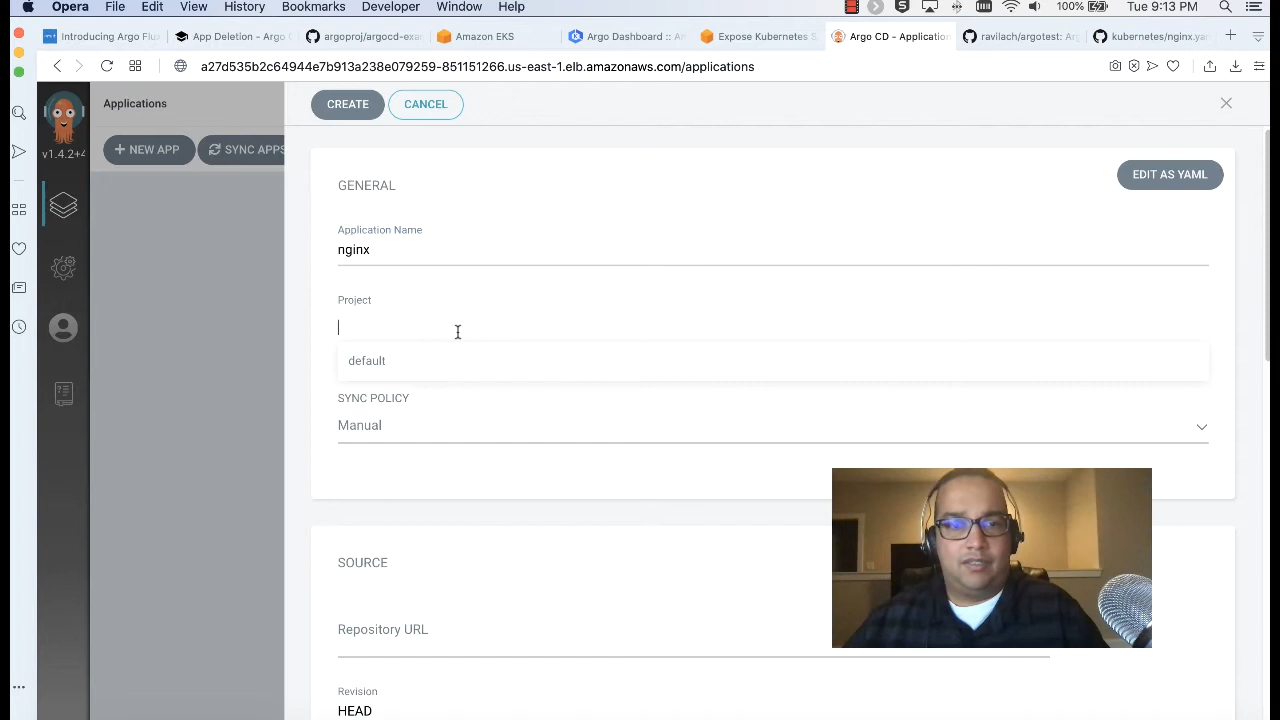 Opera File Edit View History Bookmarks Developer Window Help 100% Tue 9:13 PM
Introducing Argo Flux
App Deletion - Argo
argoproj/argocd-exa
Amazon EKS
Argo Dashboard :: A
Expose Kubernetes S
Argo CD - Application
ravilach/argotest: Arg
kubernetes/nginx.ya
a27d535b2c64944e7b913a238e079259-851151266.us-east-1.elb.amazonaws.com/applications
v1.4.2+4
Applications
NEW APP
SYNC APPS
CREATE
CANCEL
GENERAL
EDIT AS YAML
Application Name
nginx
Project
default
SYNC POLICY
Manual
SOURCE
Repository URL
Revision
HEAD